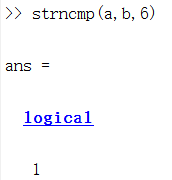 >> strncmp(a,b,6)
ans =
logical
1